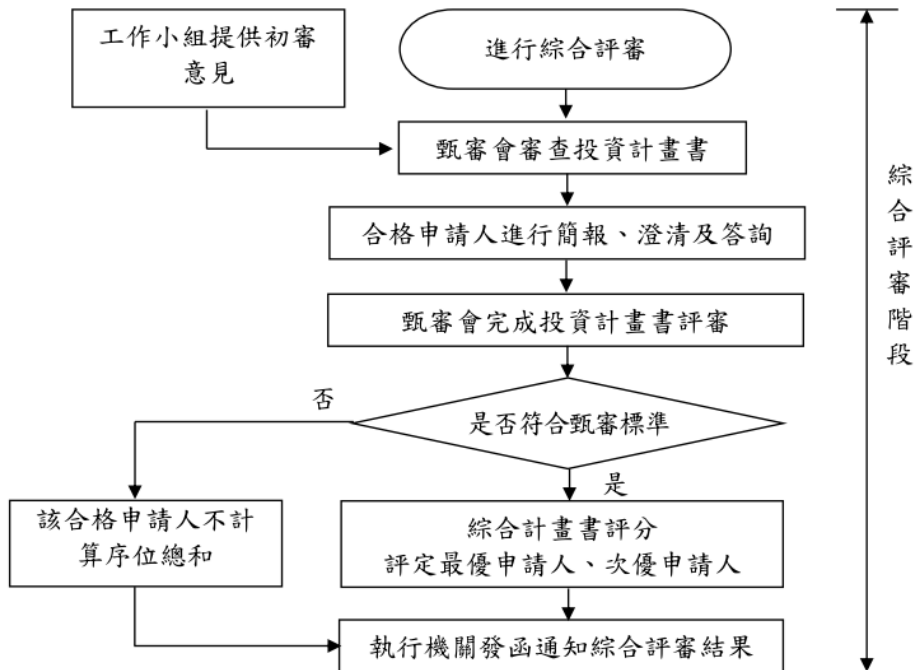 工作小組提供初審
意見
進行綜合評審
甄審會審查投資計畫書
合格申請人進行簡報、澄清及答詢
甄審會完成投資計畫書評審
是否符合甄審標準
否
是
該合格申請人不計
算序位總和
綜合計畫書評分
評定最優申請人、次優申請人
執行機關發函通知綜合評審結果
綜合評審階段